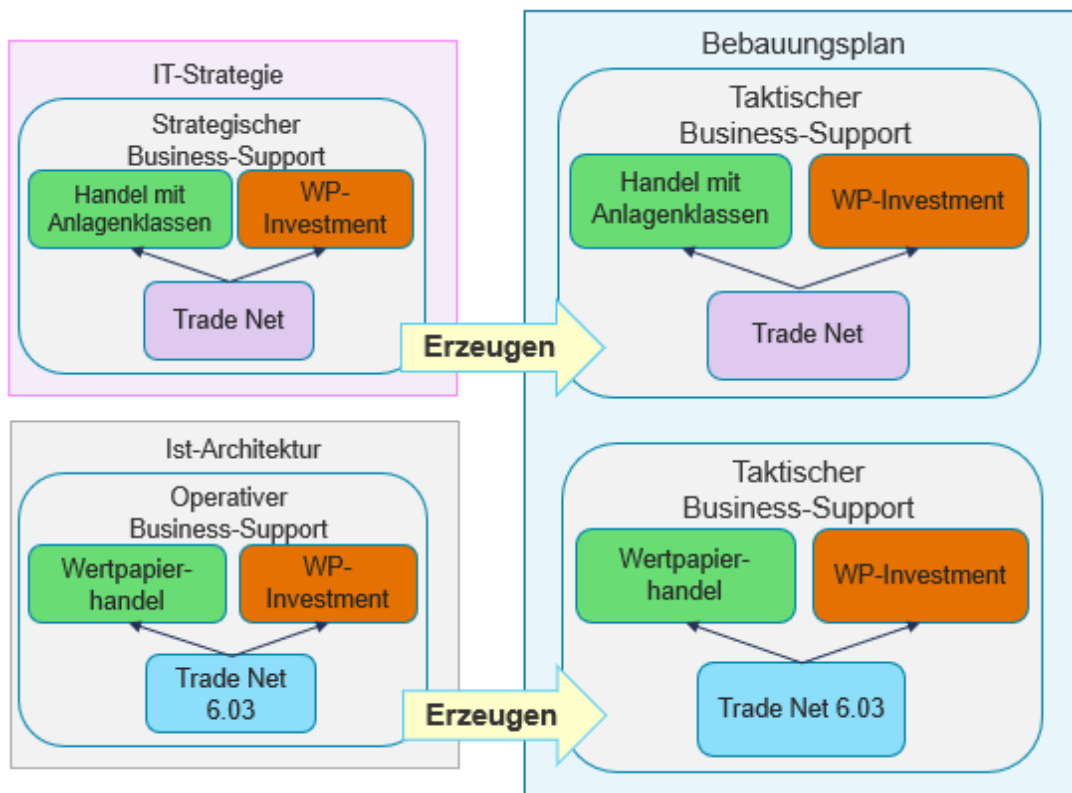 IT-Strategie
Strategischer
Business-Support
Handel mit
Anlagenklassen
WP-
Investment
Trade Net
Erzeugen
Bebauungsplan
Taktischer
Business-Support
Handel mit
Anlagenklassen
WP-Investment
Trade Net
Ist-Architektur
Operativer
Business-Support
Wertpapier-
handel
WP-
Investment
Trade Net
6.03
Erzeugen
Taktischer
Business-Support
Wertpapier-
handel
WP-Investment
Trade Net 6.03